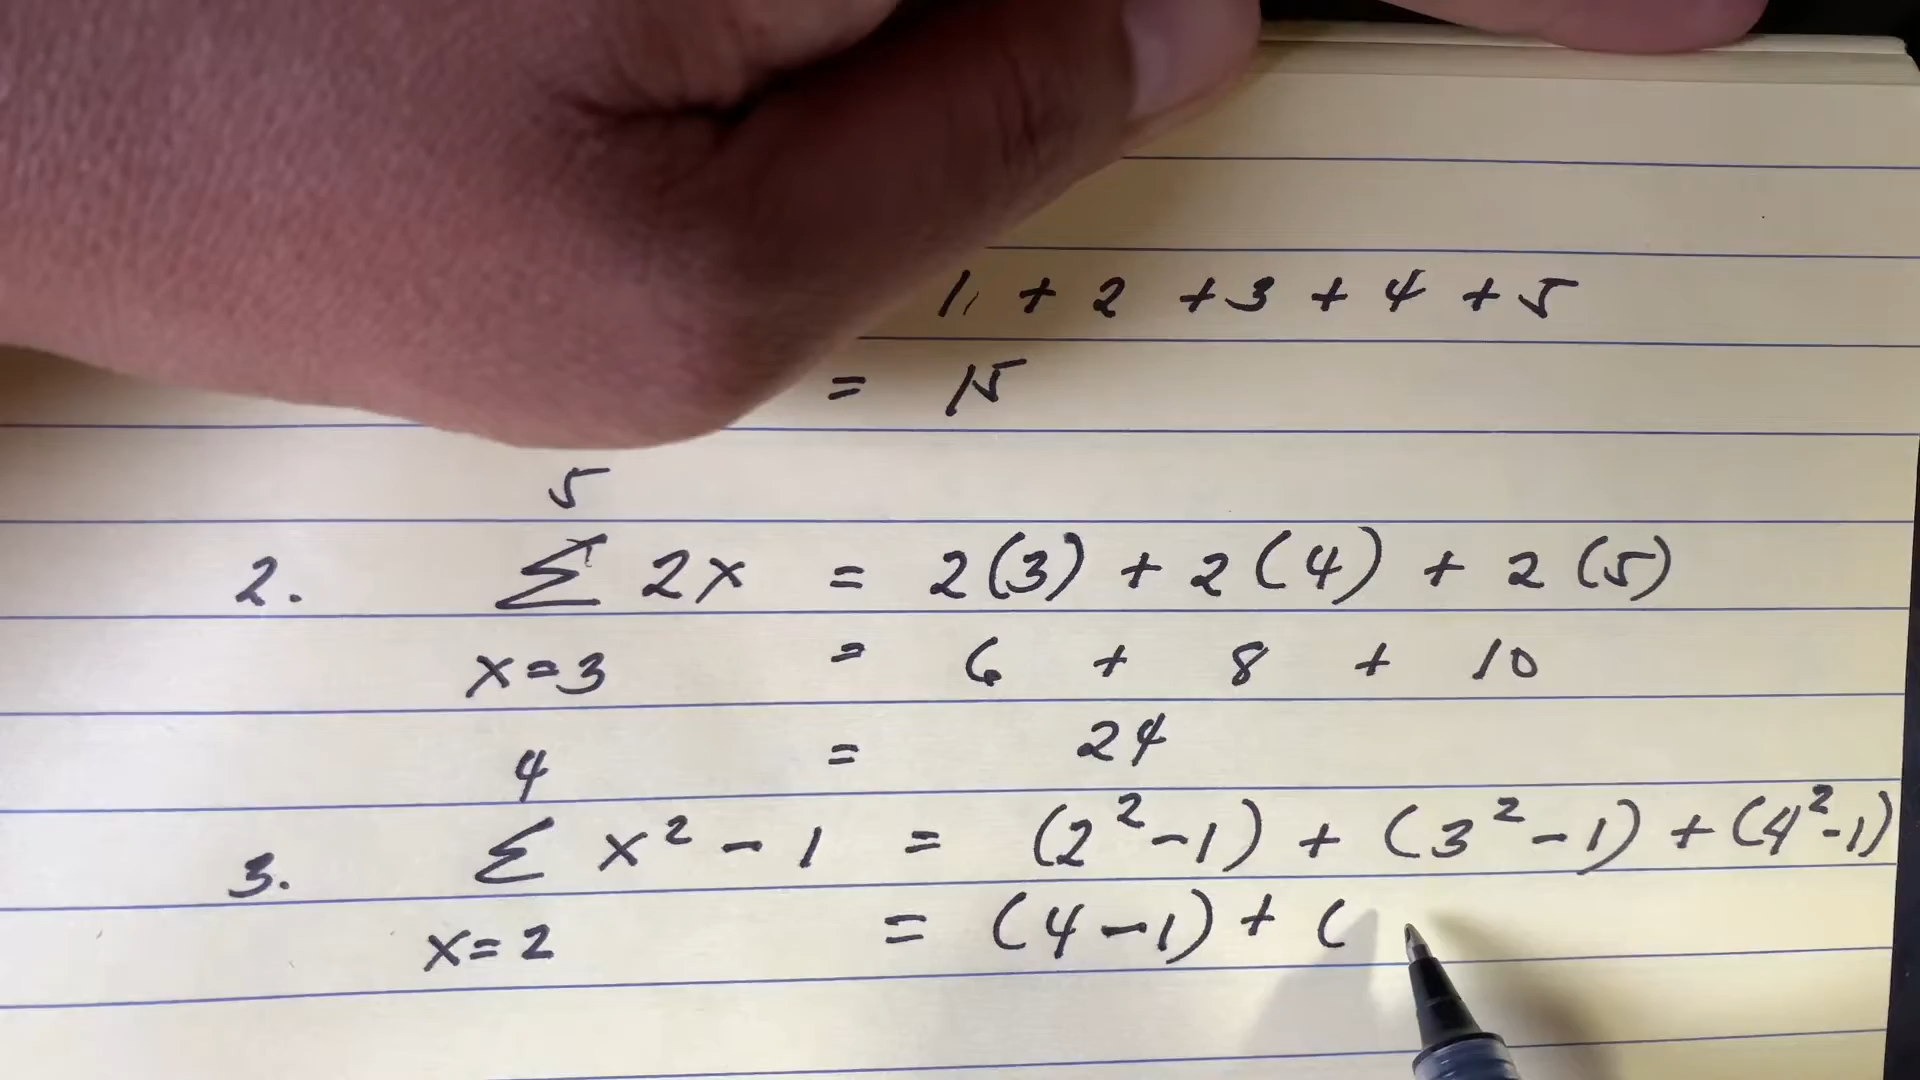 1 + 2 + 3 + 4 + 5
= 15
5
2. Σ 2x = 2(3) + 2(4) + 2(5)
x=3 = 6 + 8 + 10
4 = 24
3. Σ x² - 1 = (2² - 1) + (3² - 1) + (4² - 1)
x=2 = (4 - 1) + (